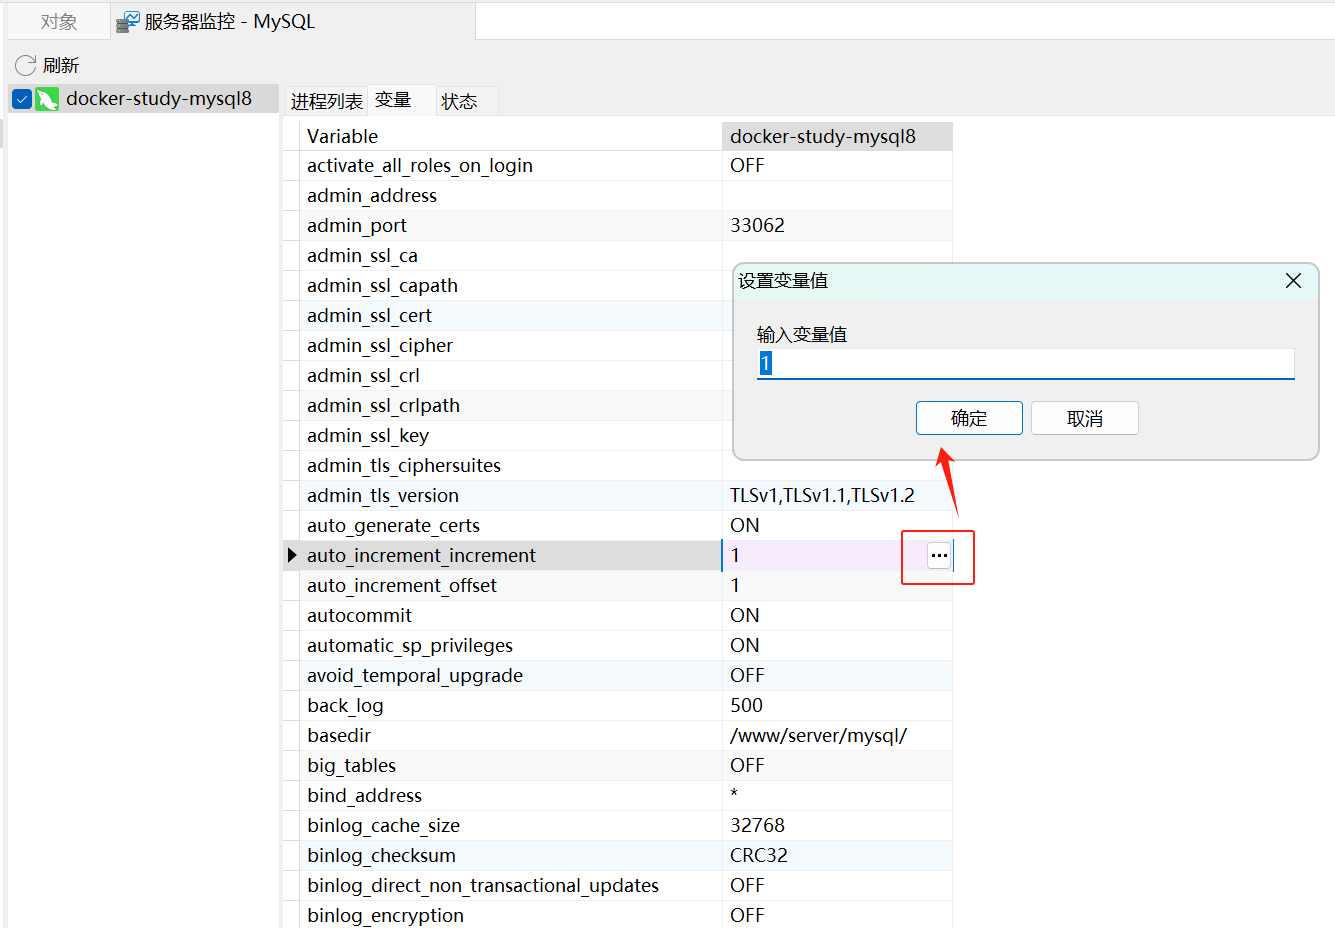 对象
服务器监控 - MySQL
刷新
docker-study-mysql8
进程列表 变量 状态
Variable docker-study-mysql8
activate_all_roles_on_login OFF
admin_address
admin_port 33062
admin_ssl_ca
admin_ssl_capath
admin_ssl_cert
admin_ssl_cipher
admin_ssl_crl
admin_ssl_crlpath
admin_ssl_key
admin_tls_ciphersuites
admin_tls_version TLSv1,TLSv1.1,TLSv1.2
auto_generate_certs ON
auto_increment_increment 1 ...
auto_increment_offset 1
autocommit ON
automatic_sp_privileges ON
avoid_temporal_upgrade OFF
back_log 500
basedir /www/server/mysql/
big_tables OFF
bind_address *
binlog_cache_size 32768
binlog_checksum CRC32
binlog_direct_non_transactional_updates OFF
binlog_encryption OFF
设置变量值
输入变量值
1
确定 取消